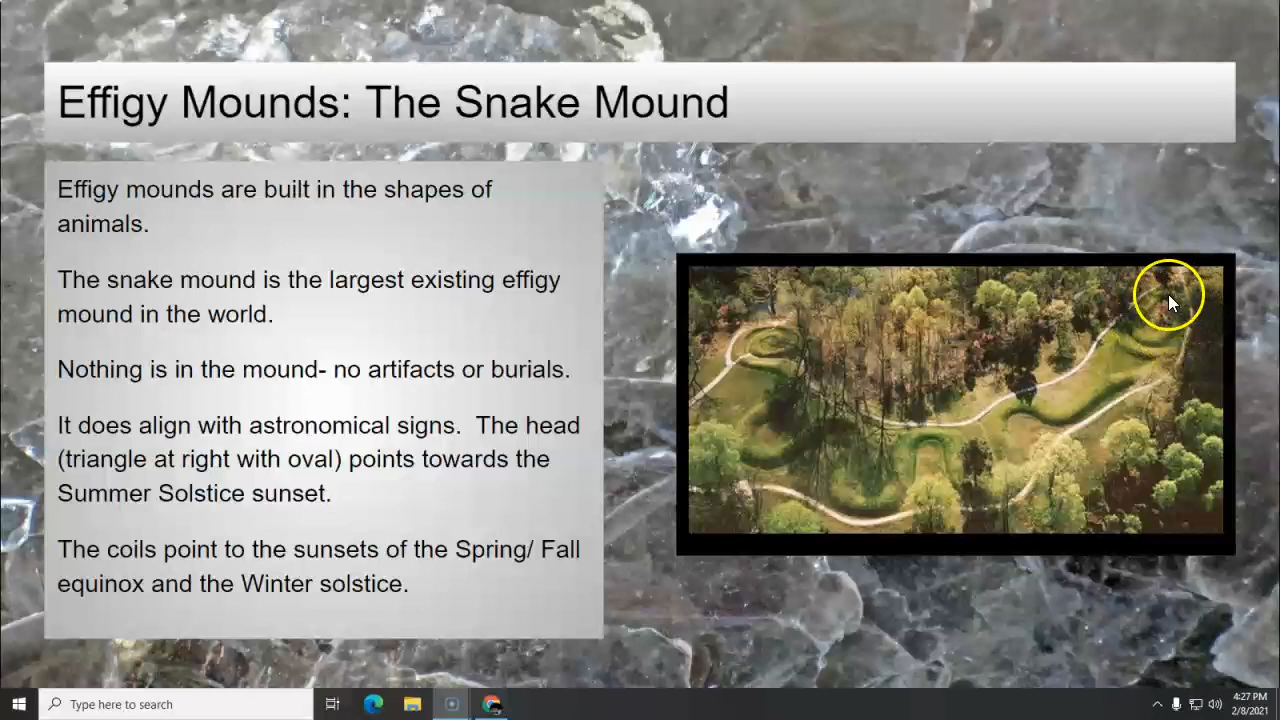 Effigy Mounds: The Snake Mound
Effigy mounds are built in the shapes of
animals.
The snake mound is the largest existing effigy
mound in the world.
Nothing is in the mound- no artifacts or burials.
It does align with astronomical signs.  The head
(triangle at right with oval) points towards the
Summer Solstice sunset.
The coils point to the sunsets of the Spring/ Fall
equinox and the Winter solstice.
Type here to search
4:27 PM
2/8/2021